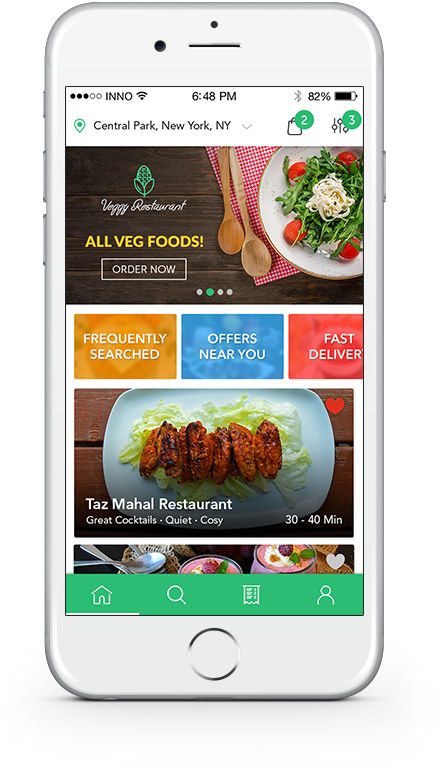 INNO 6:48 PM 82%
Central Park, New York, NY 2 3
Veggy Restaurant
ALL VEG FOODS!
ORDER NOW
FREQUENTLY
SEARCHED
OFFERS
NEAR YOU
FAST
DELIVER
Taz Mahal Restaurant
Great Cocktails · Quiet · Cosy 30 - 40 Min